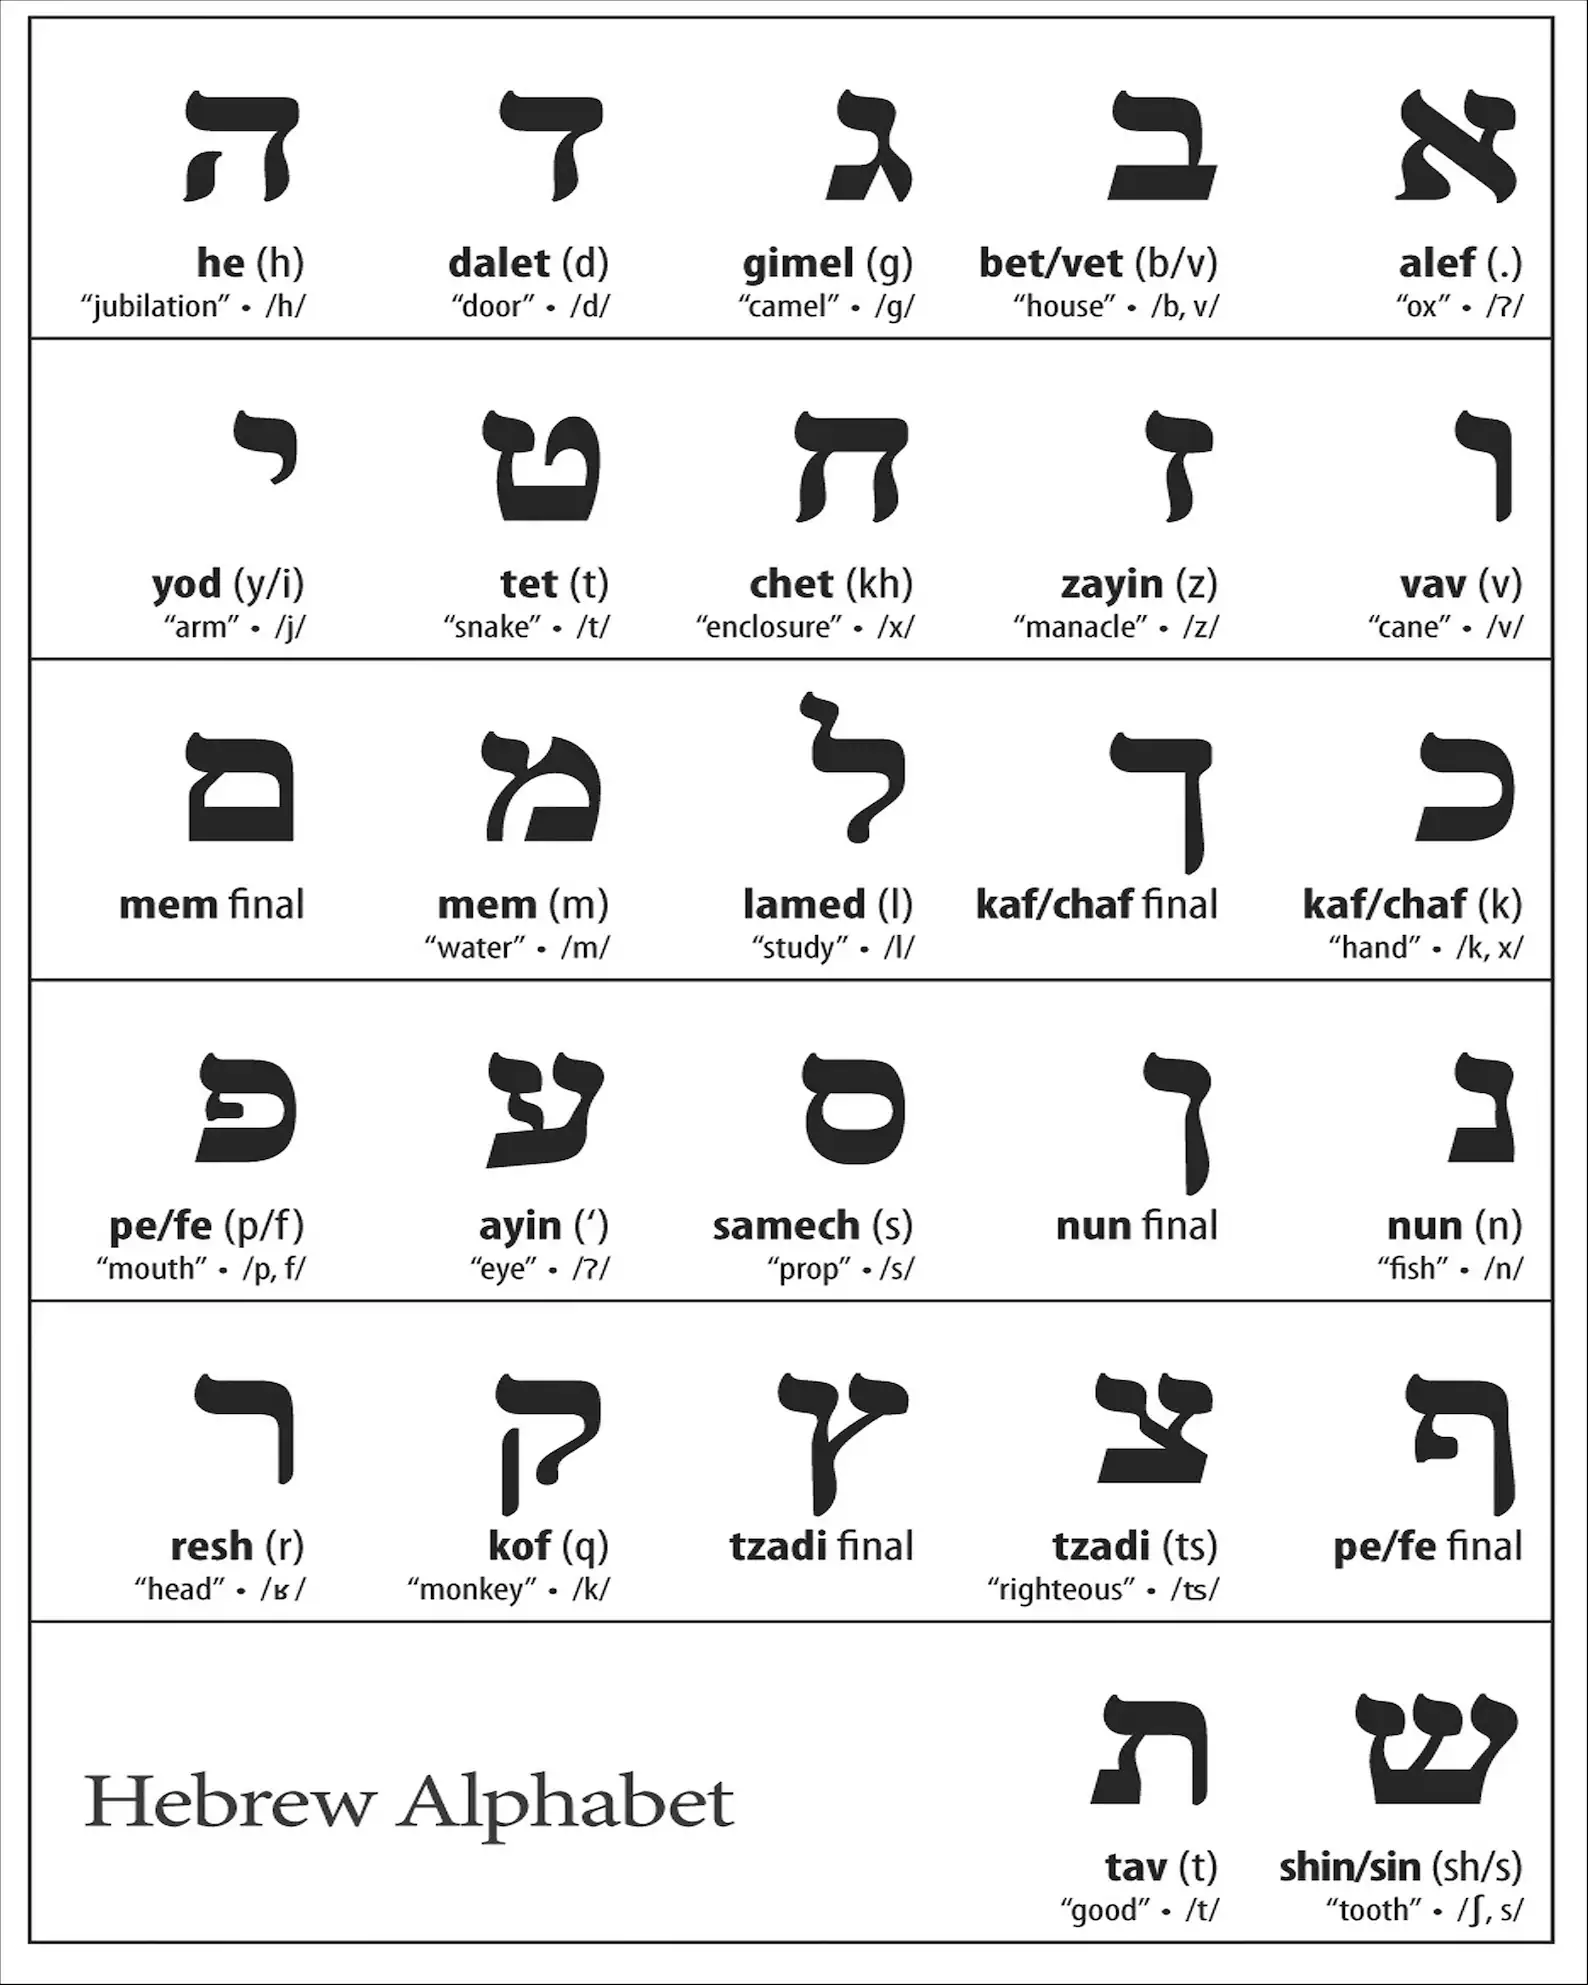 א
alef (.)
“ox” • /ʔ/
ב
bet/vet (b/v)
“house” • /b, v/
ג
gimel (g)
“camel” • /g/
ד
dalet (d)
“door” • /d/
ה
he (h)
“jubilation” • /h/
ו
vav (v)
“cane” • /v/
ז
zayin (z)
“manacle” • /z/
ח
chet (kh)
“enclosure” • /x/
ט
tet (t)
“snake” • /t/
י
yod (y/i)
“arm” • /j/
כ
kaf/chaf (k)
“hand” • /k, x/
ך
kaf/chaf final
ל
lamed (l)
“study” • /l/
מ
mem (m)
“water” • /m/
ם
mem final
נ
nun (n)
“fish” • /n/
ן
nun final
ס
samech (s)
“prop” • /s/
ע
ayin (‘)
“eye” • /ʔ/
פ
pe/fe (p/f)
“mouth” • /p, f/
ף
pe/fe final
צ
tzadi (ts)
“righteous” • /ʦ/
ץ
tzadi final
ק
kof (q)
“monkey” • /k/
ר
resh (r)
“head” • /ʁ/
ש
shin/sin (sh/s)
“tooth” • /ʃ, s/
ת
tav (t)
“good” • /t/
Hebrew Alphabet